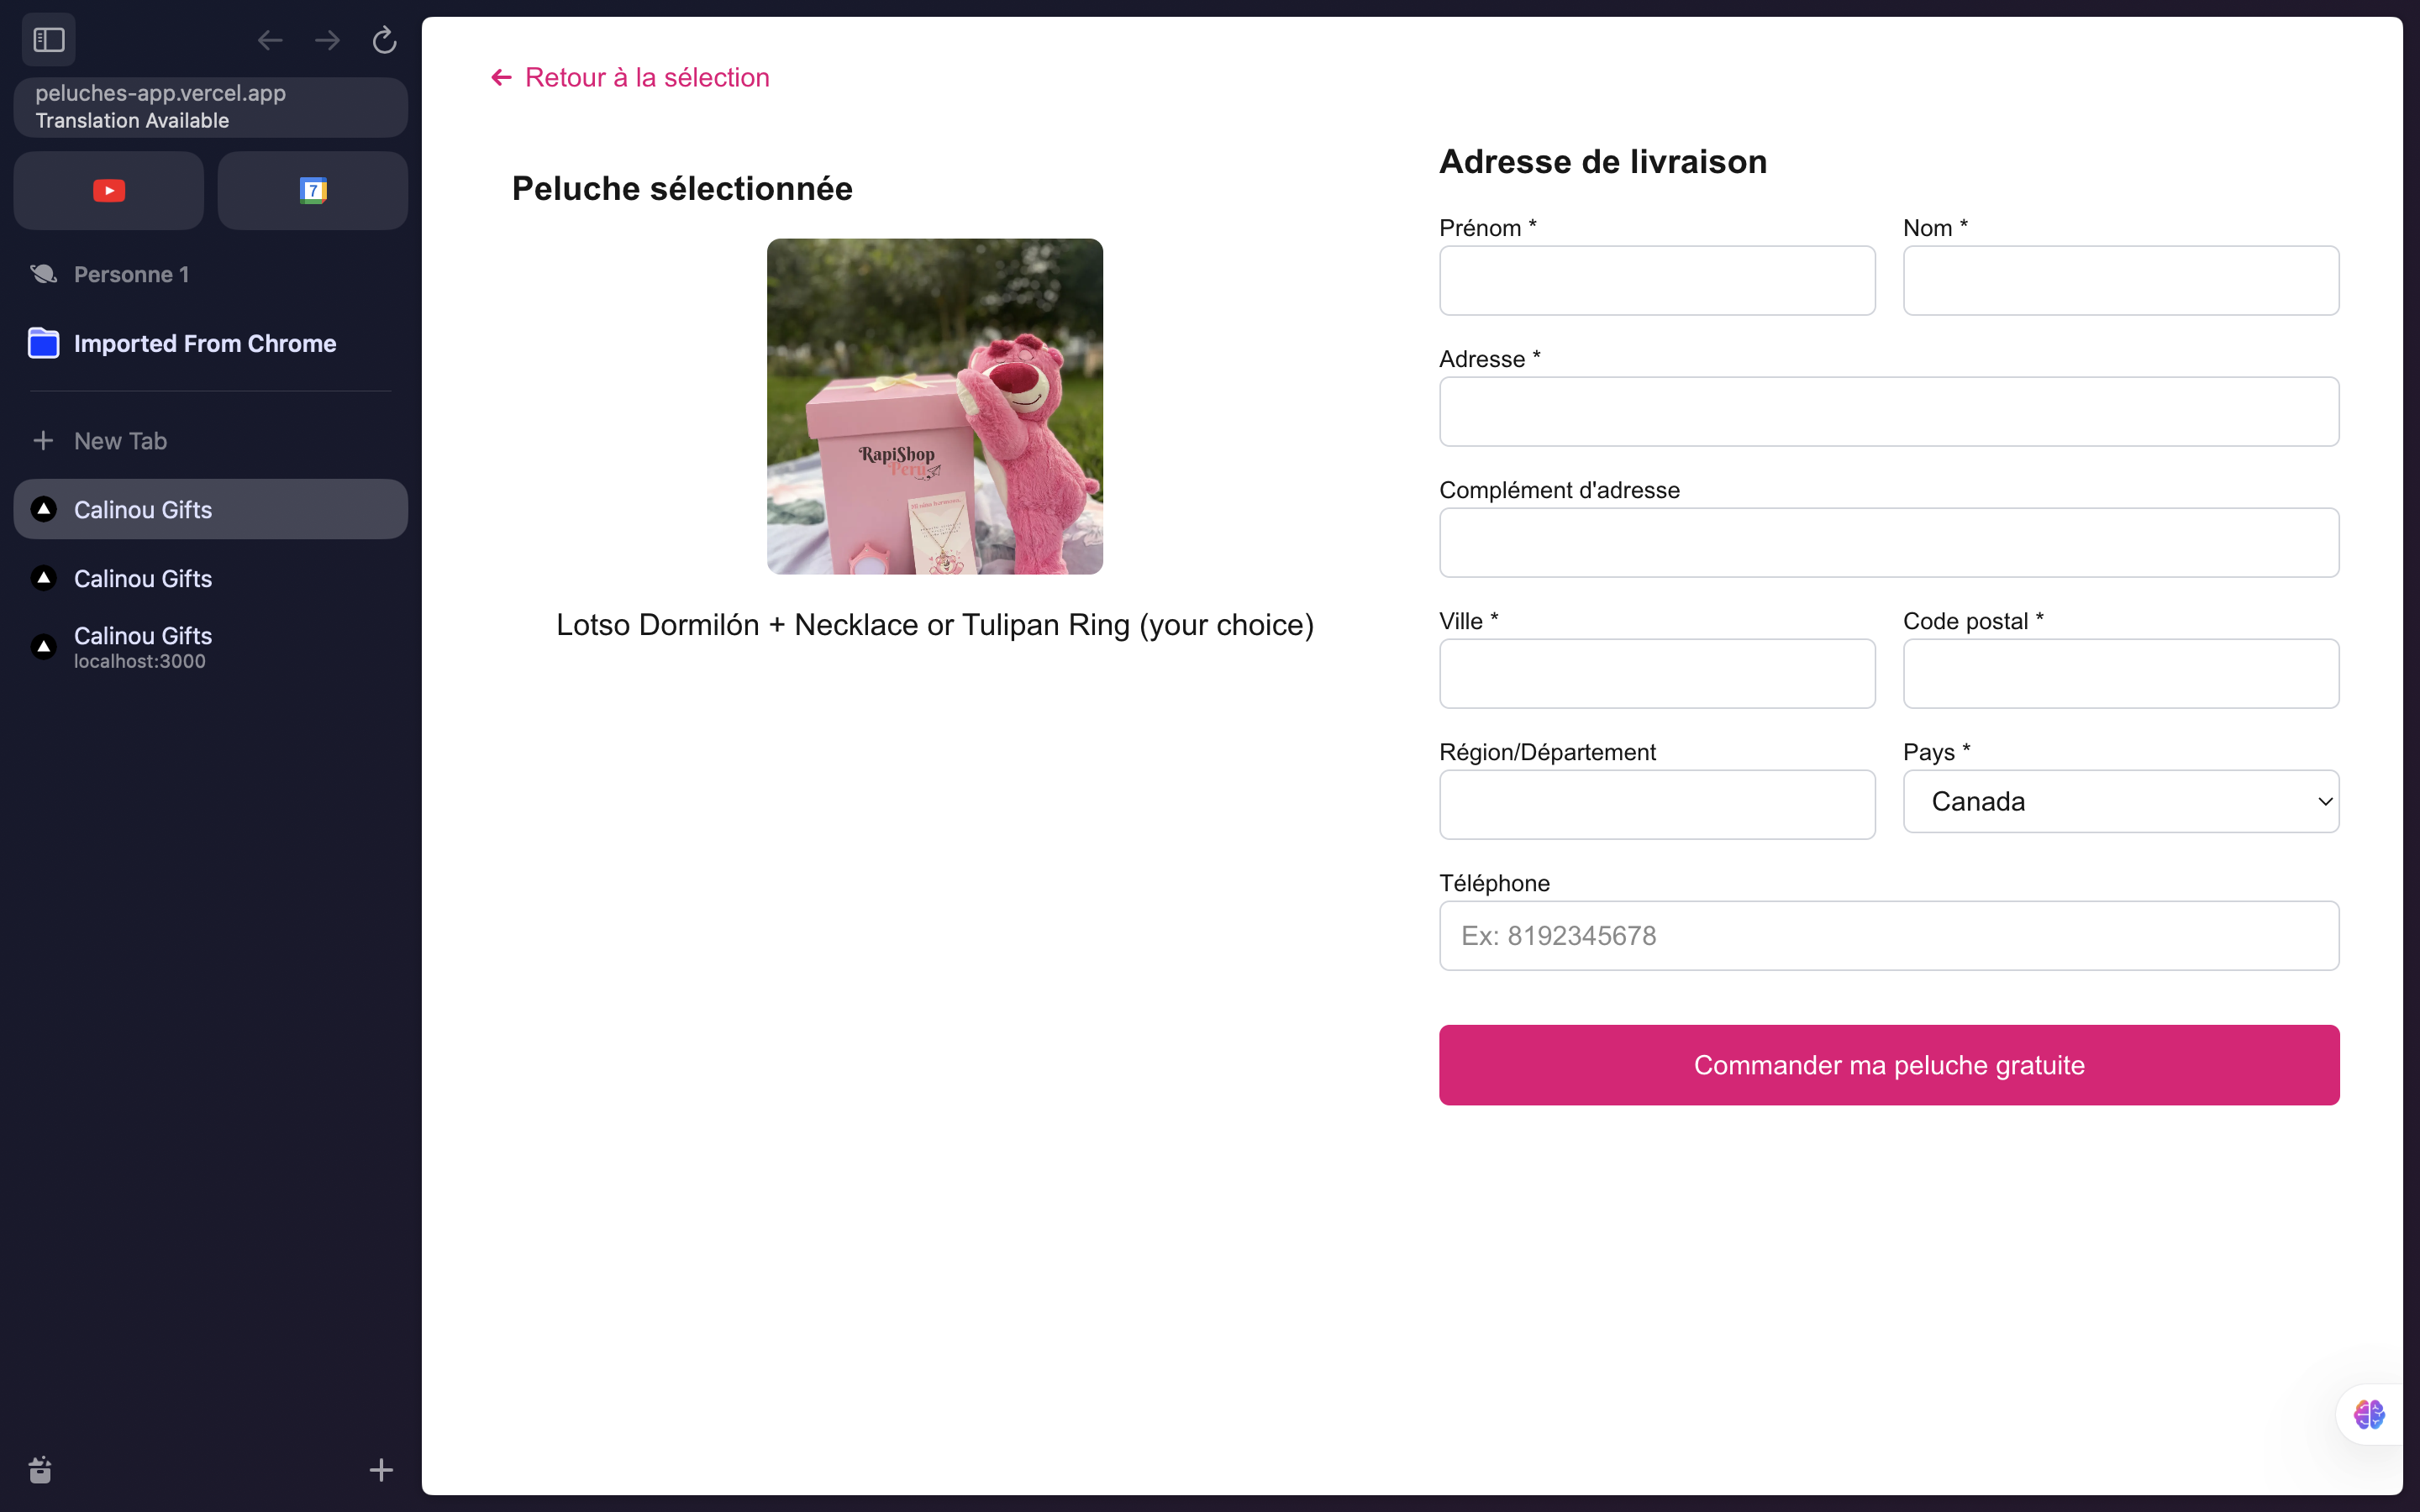 peluches-app.vercel.app
Translation Available
7
Personne 1
Imported From Chrome
New Tab
Calinou Gifts
Calinou Gifts
Calinou Gifts
localhost:3000
Retour à la sélection
Peluche sélectionnée
RapiShop
Perú
Lotso Dormilón + Necklace or Tulipan Ring (your choice)
Adresse de livraison
Prénom *
Nom *
Adresse *
Complément d'adresse
Ville *
Code postal *
Région/Département
Pays *
Canada
Téléphone
Ex: 8192345678
Commander ma peluche gratuite